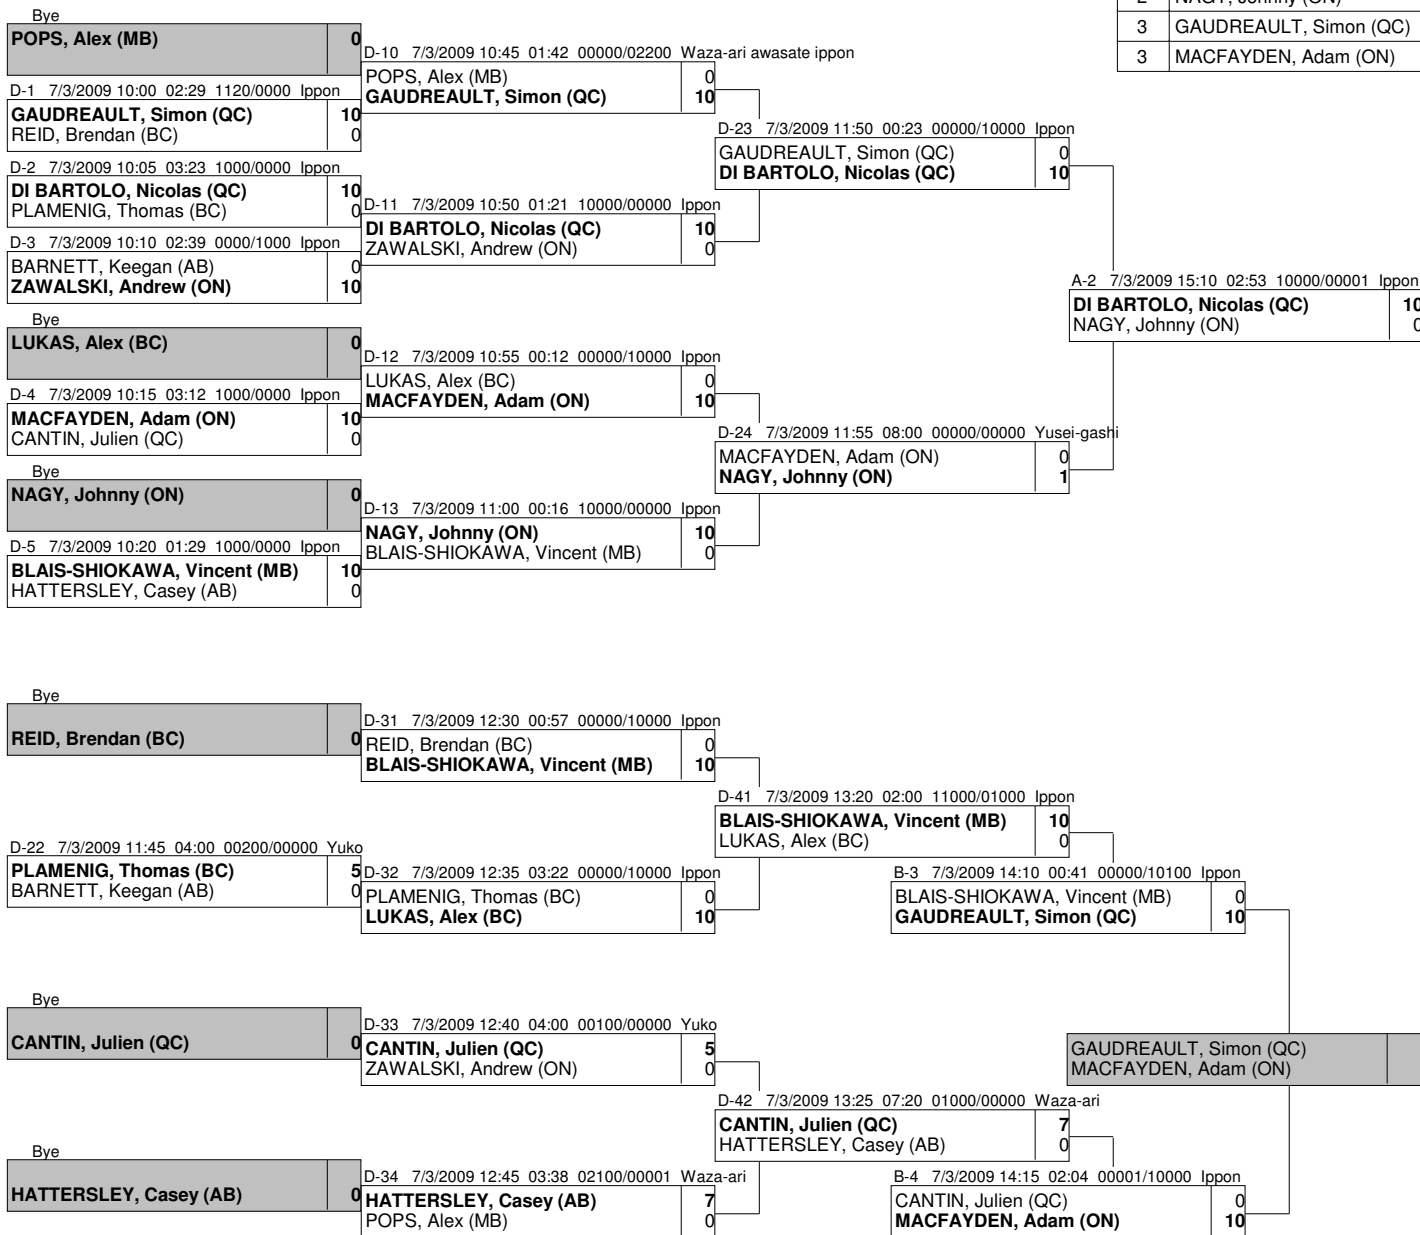 2 NAGY, Johnny (ON)
3 GAUDREAULT, Simon (QC)
3 MACFAYDEN, Adam (ON)
Bye
POPS, Alex (MB) 0
D-1 7/3/2009 10:00 02:29 1120/0000 Ippon
GAUDREAULT, Simon (QC) 10
REID, Brendan (BC) 0
D-2 7/3/2009 10:05 03:23 1000/0000 Ippon
DI BARTOLO, Nicolas (QC) 10
PLAMENIG, Thomas (BC) 0
D-3 7/3/2009 10:10 02:39 0000/1000 Ippon
BARNETT, Keegan (AB) 0
ZAWALSKI, Andrew (ON) 10
Bye
LUKAS, Alex (BC) 0
D-4 7/3/2009 10:15 03:12 1000/0000 Ippon
MACFAYDEN, Adam (ON) 10
CANTIN, Julien (QC) 0
Bye
NAGY, Johnny (ON) 0
D-5 7/3/2009 10:20 01:29 1000/0000 Ippon
BLAIS-SHIOKAWA, Vincent (MB) 10
HATTERSLEY, Casey (AB) 0
D-10 7/3/2009 10:45 01:42 00000/02200 Waza-ari awasate ippon
POPS, Alex (MB) 0
GAUDREAULT, Simon (QC) 10
D-11 7/3/2009 10:50 01:21 10000/00000 Ippon
DI BARTOLO, Nicolas (QC) 10
ZAWALSKI, Andrew (ON) 0
D-12 7/3/2009 10:55 00:12 00000/10000 Ippon
LUKAS, Alex (BC) 0
MACFAYDEN, Adam (ON) 10
D-13 7/3/2009 11:00 00:16 10000/00000 Ippon
NAGY, Johnny (ON) 10
BLAIS-SHIOKAWA, Vincent (MB) 0
D-23 7/3/2009 11:50 00:23 00000/10000 Ippon
GAUDREAULT, Simon (QC) 0
DI BARTOLO, Nicolas (QC) 10
D-24 7/3/2009 11:55 08:00 00000/00000 Yusei-gashi
MACFAYDEN, Adam (ON) 0
NAGY, Johnny (ON) 1
A-2 7/3/2009 15:10 02:53 10000/00001 Ippon
DI BARTOLO, Nicolas (QC) 10
NAGY, Johnny (ON) 0
Bye
REID, Brendan (BC) 0
D-22 7/3/2009 11:45 04:00 00200/00000 Yuko
PLAMENIG, Thomas (BC) 5
BARNETT, Keegan (AB) 0
Bye
CANTIN, Julien (QC) 0
Bye
HATTERSLEY, Casey (AB) 0
D-31 7/3/2009 12:30 00:57 00000/10000 Ippon
REID, Brendan (BC) 0
BLAIS-SHIOKAWA, Vincent (MB) 10
D-32 7/3/2009 12:35 03:22 00000/10000 Ippon
PLAMENIG, Thomas (BC) 0
LUKAS, Alex (BC) 10
D-33 7/3/2009 12:40 04:00 00100/00000 Yuko
CANTIN, Julien (QC) 5
ZAWALSKI, Andrew (ON) 0
D-34 7/3/2009 12:45 03:38 02100/00001 Waza-ari
HATTERSLEY, Casey (AB) 7
POPS, Alex (MB) 0
D-41 7/3/2009 13:20 02:00 11000/01000 Ippon
BLAIS-SHIOKAWA, Vincent (MB) 10
LUKAS, Alex (BC) 0
D-42 7/3/2009 13:25 07:20 01000/00000 Waza-ari
CANTIN, Julien (QC) 7
HATTERSLEY, Casey (AB) 0
B-3 7/3/2009 14:10 00:41 00000/10100 Ippon
BLAIS-SHIOKAWA, Vincent (MB) 0
GAUDREAULT, Simon (QC) 10
B-4 7/3/2009 14:15 02:04 00001/10000 Ippon
CANTIN, Julien (QC) 0
MACFAYDEN, Adam (ON) 10
GAUDREAULT, Simon (QC)
MACFAYDEN, Adam (ON)